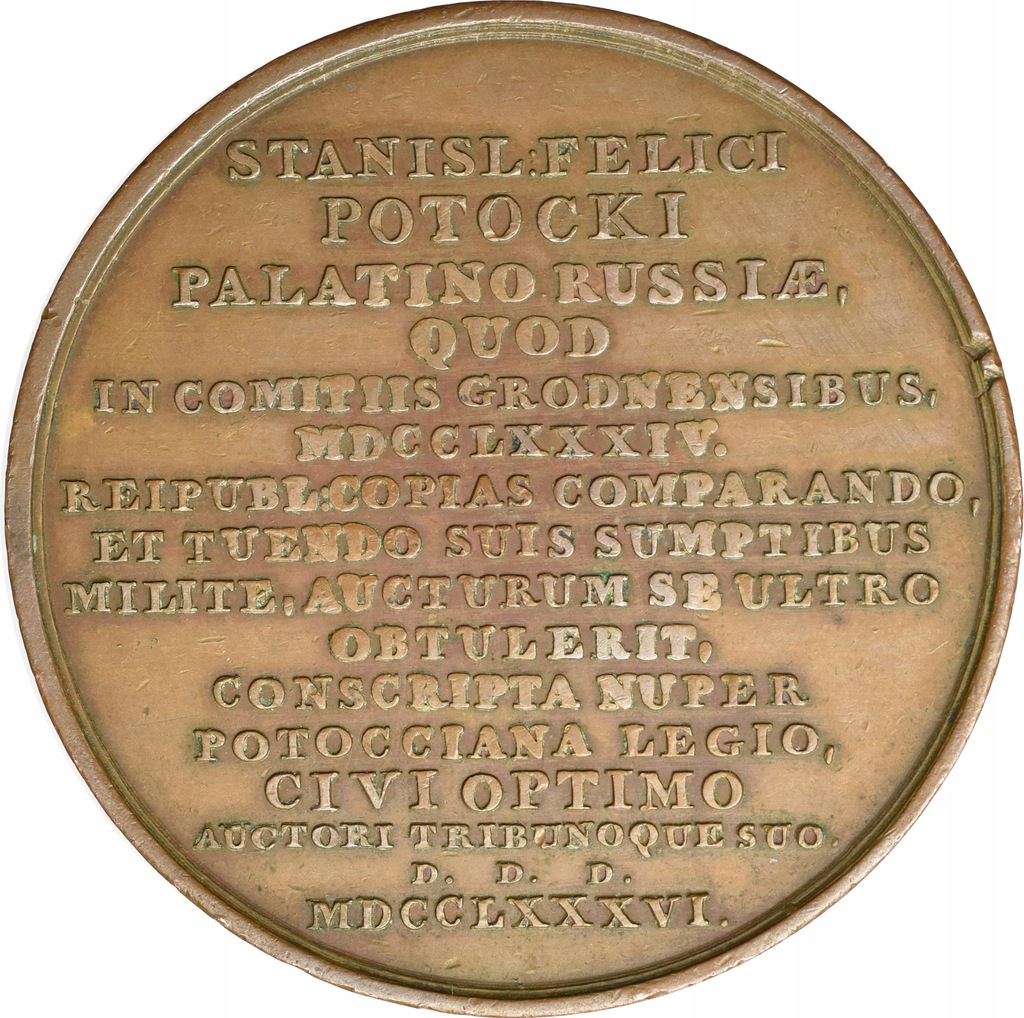 STANISL:FELICI
POTOCKI
PALATINO RUSSIÆ,
QUOD
IN COMITIIS GRODNENSIBUS,
MDCCLXXXIV.
REIPUBL:COPIAS COMPARANDO,
ET TUENDO SUIS SUMPTIBUS
MILITE, AUCTURUM SE ULTRO
OBTULERIT,
CONSCRIPTA NUPER
POTOCCIANA LEGIO,
CIVI OPTIMO
AUCTORI TRIBUNOQUE SUO.
D. D. D.
MDCCLXXXVI.